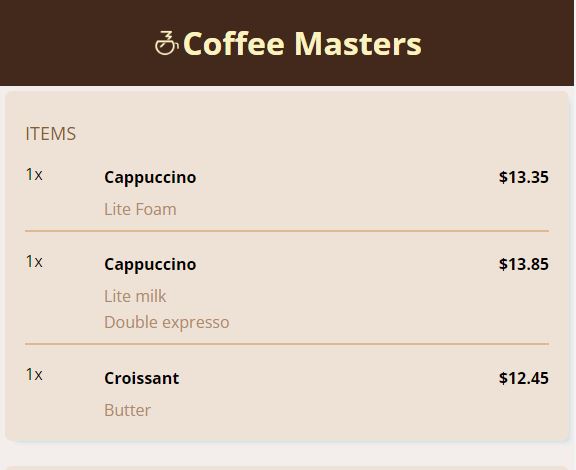 Coffee Masters
ITEMS
1x Cappuccino $13.35
Lite Foam
1x Cappuccino $13.85
Lite milk
Double expresso
1x Croissant $12.45
Butter